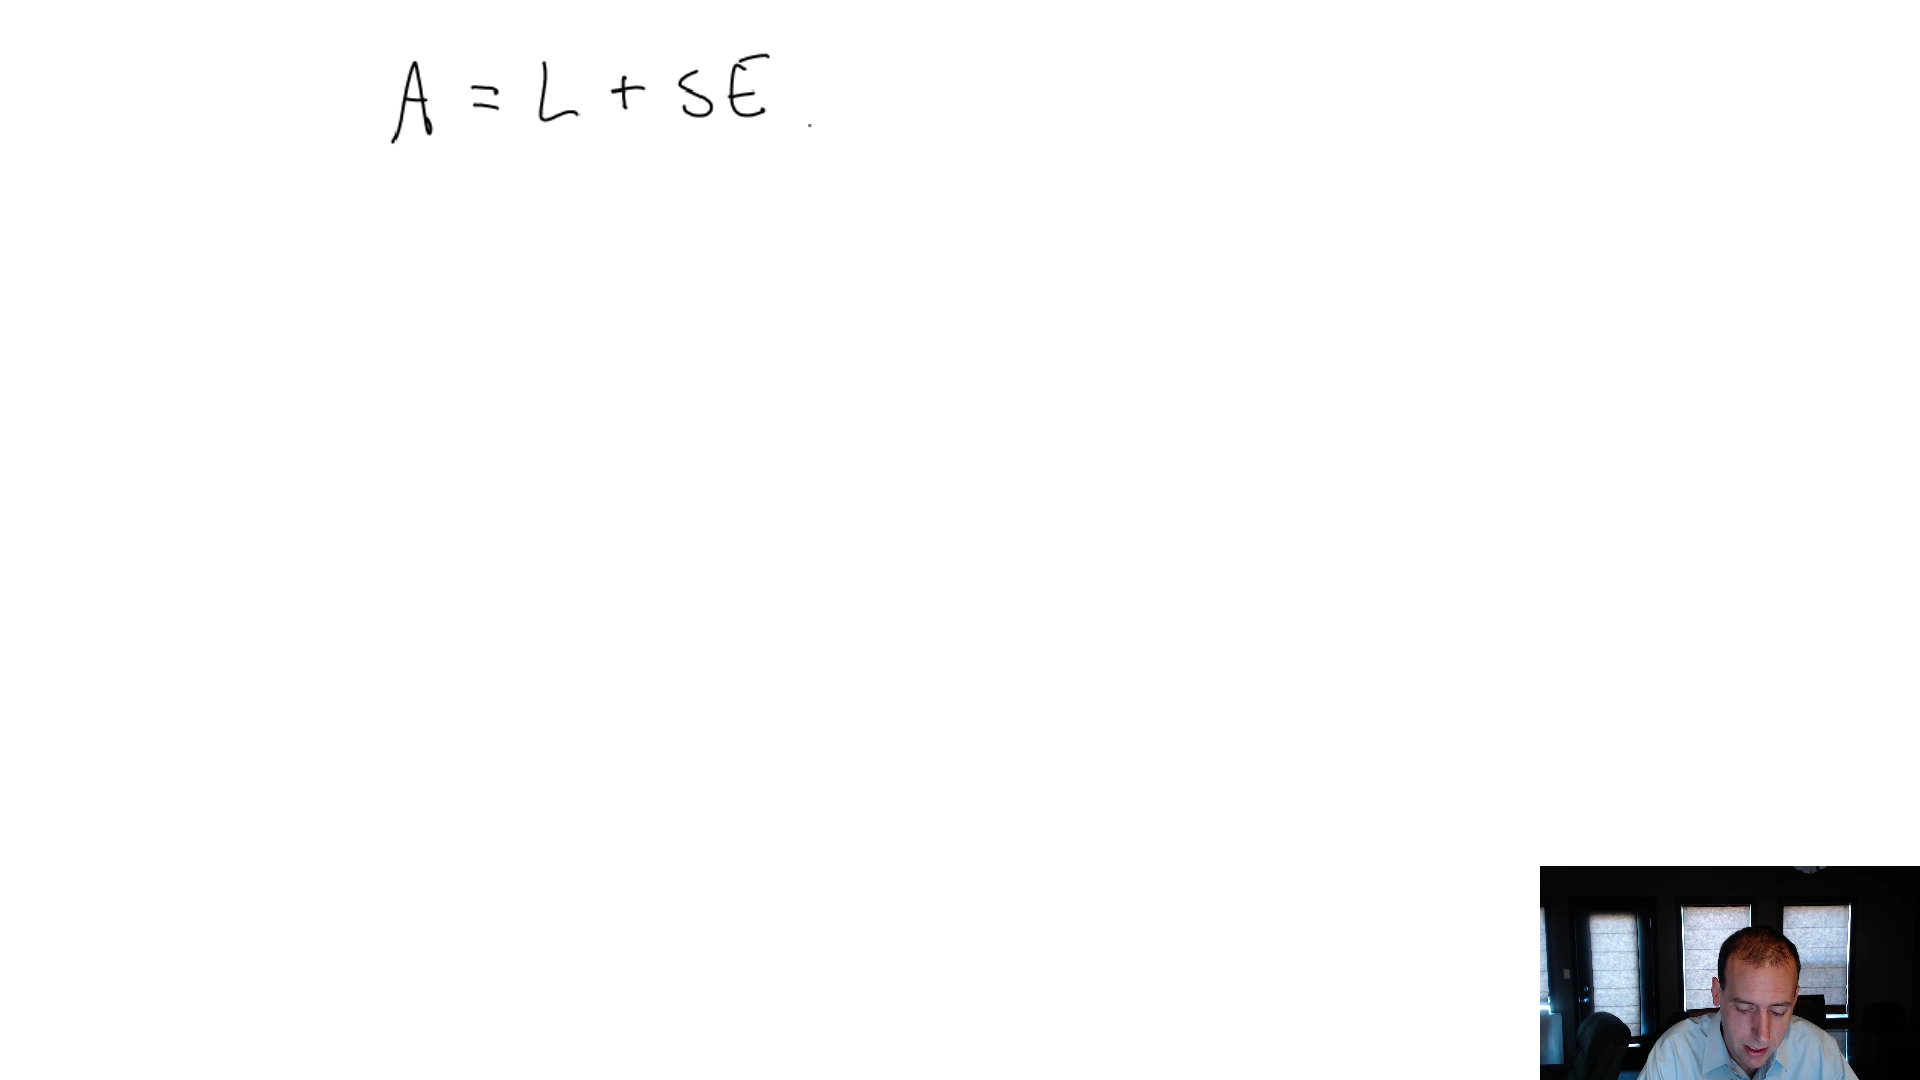 A = L + SE